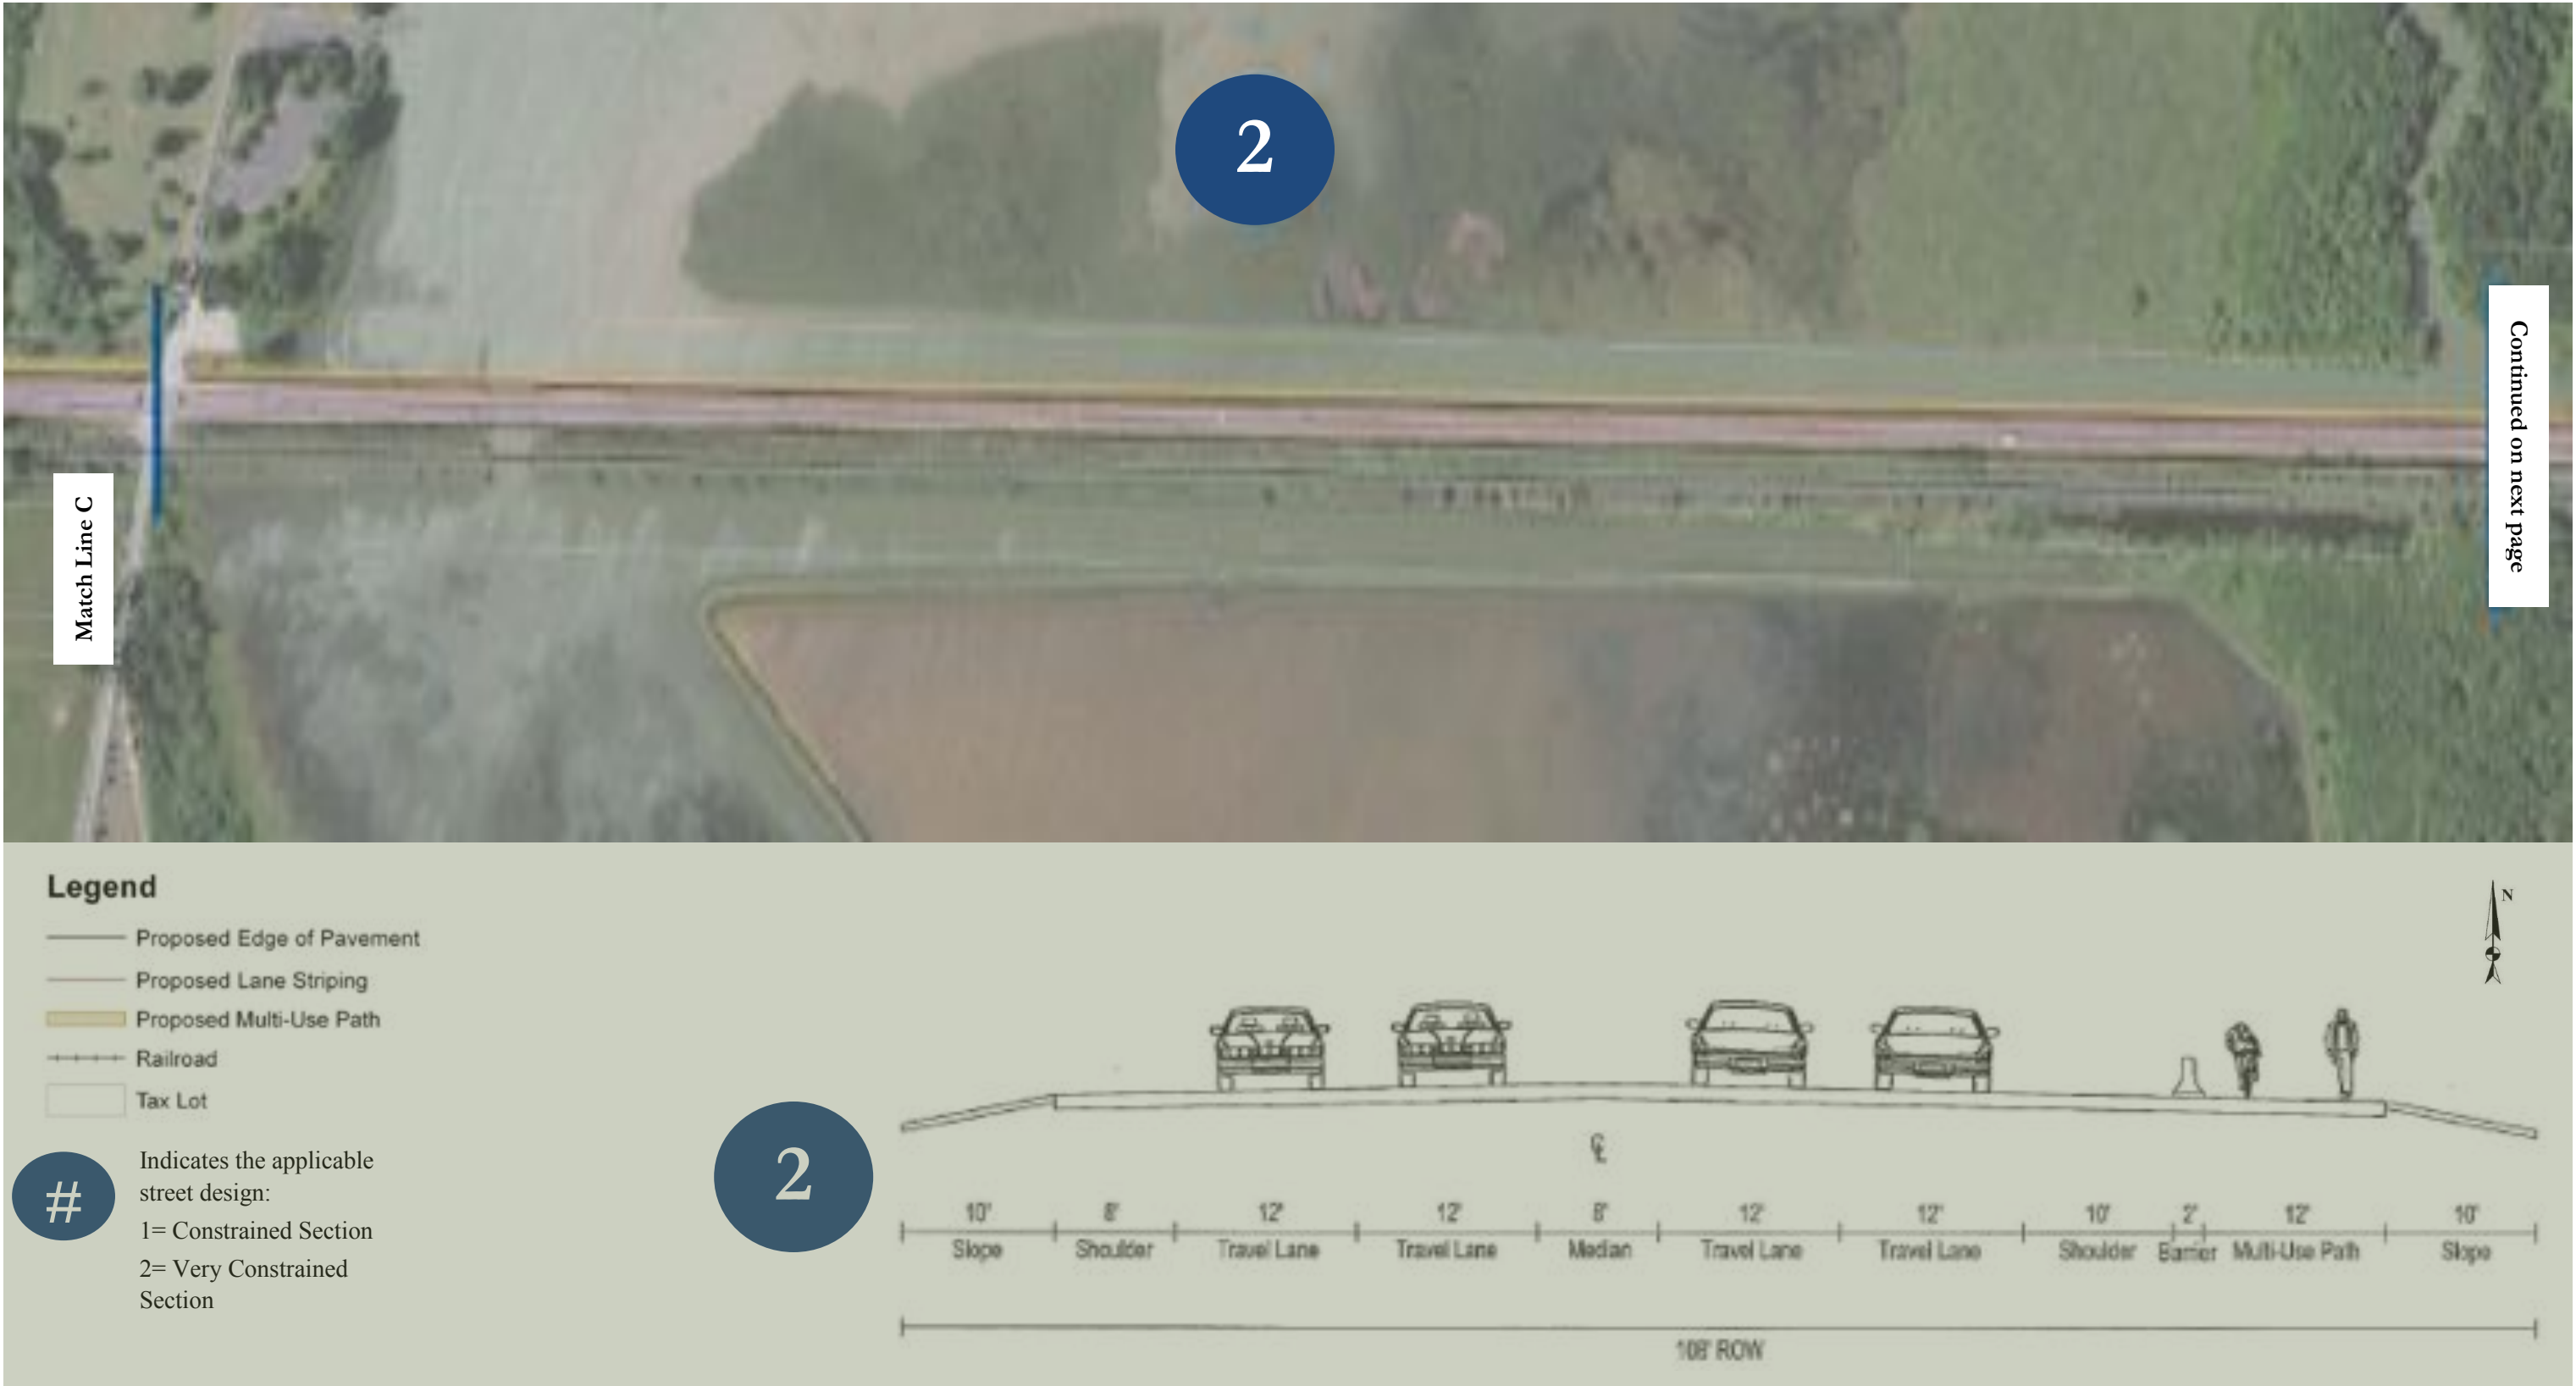 2
Match Line C
Continued on next page
Legend
Proposed Edge of Pavement
Proposed Lane Striping
Proposed Multi-Use Path
Railroad
Tax Lot
#
Indicates the applicable
street design:
1= Constrained Section
2= Very Constrained
Section
N
2
℄
10' 8' 12' 12' 8' 12' 12' 10' 2' 12' 10'
Slope Shoulder Travel Lane Travel Lane Median Travel Lane Travel Lane Shoulder Barrier Multi-Use Path Slope
108' ROW